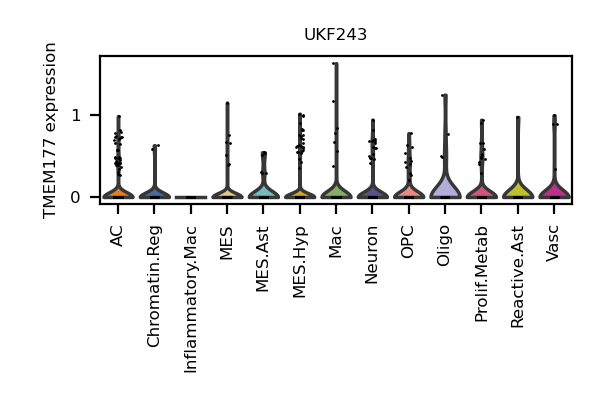 UKF243
TMEM177 expression
1
0
AC
Chromatin.Reg
Inflammatory.Mac
MES
MES.Ast
MES.Hyp
Mac
Neuron
OPC
Oligo
Prolif.Metab
Reactive.Ast
Vasc